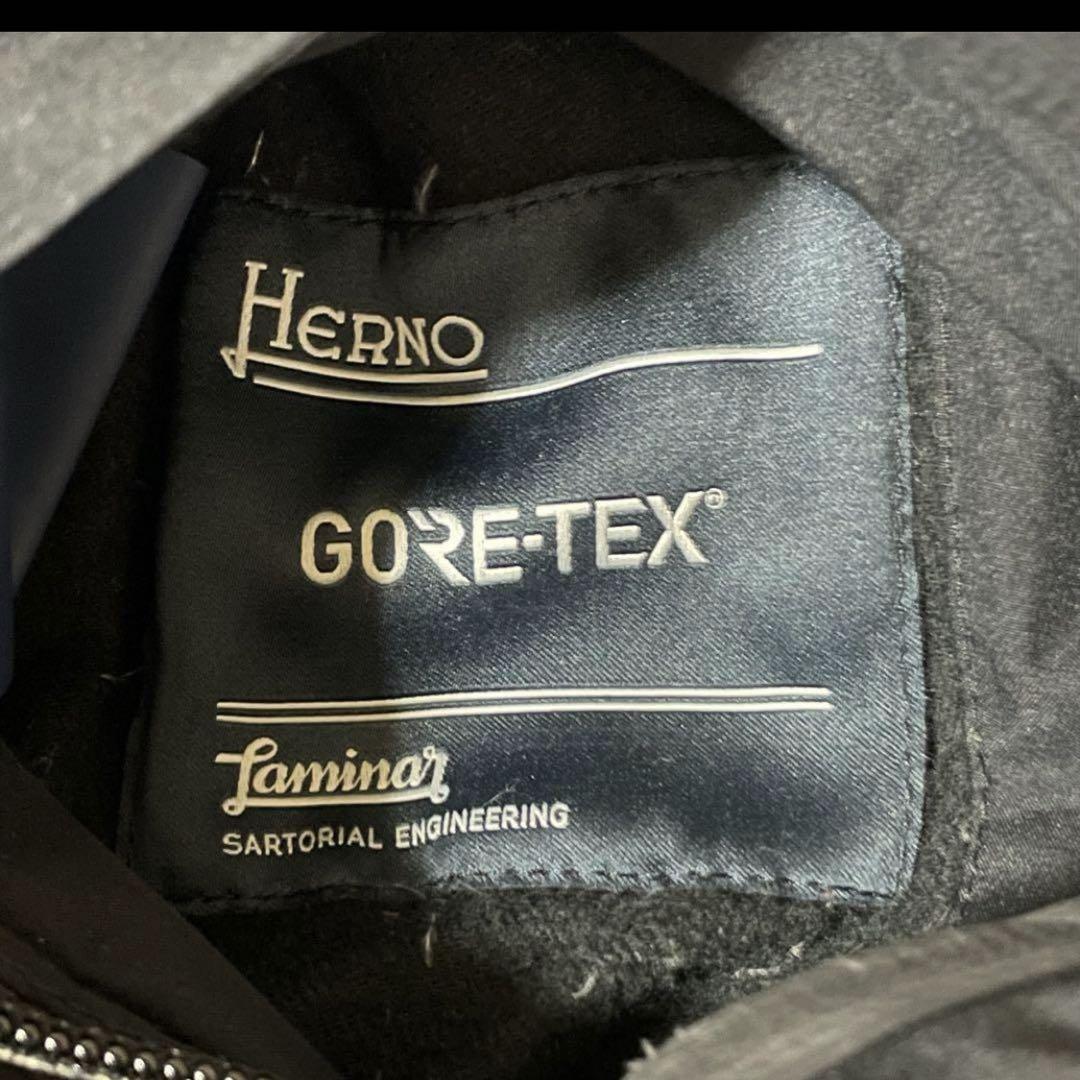 HERNO
GORE-TEX®
Laminar
SARTORIAL ENGINEERING